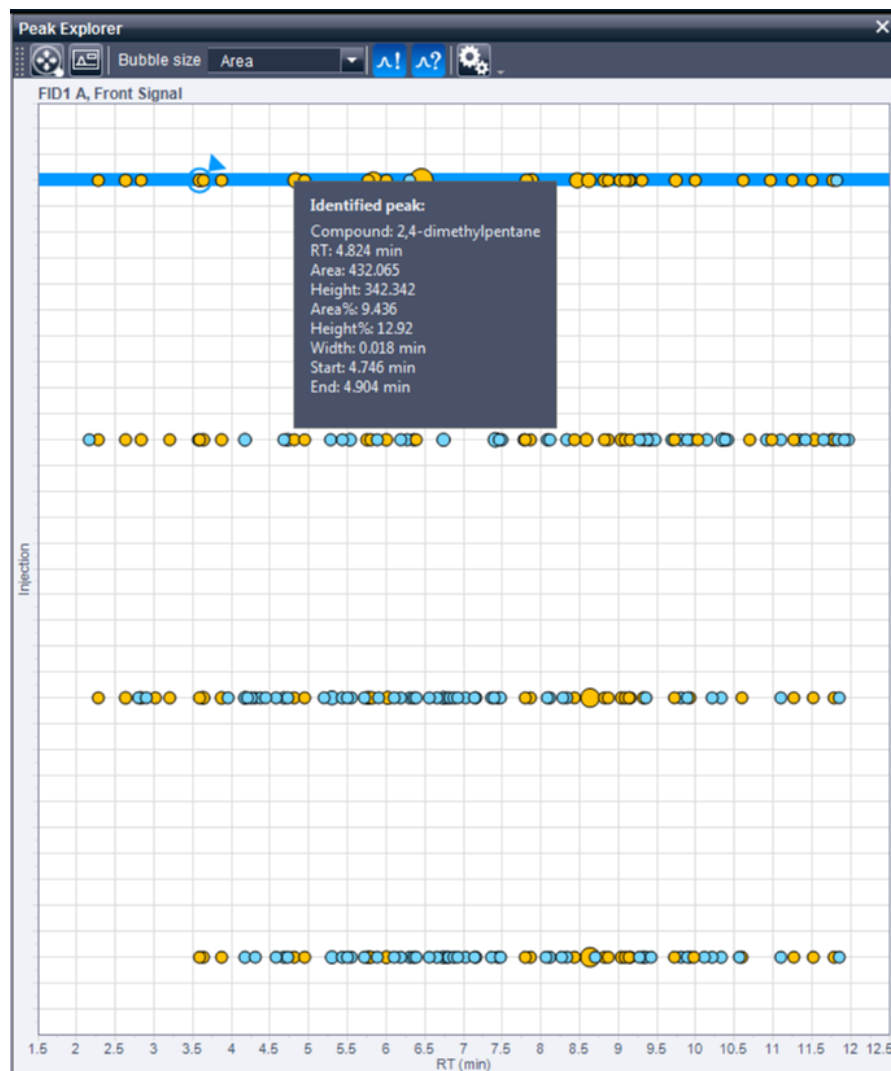 Peak Explorer
Bubble size Area
FID1 A, Front Signal
Identified peak:
Compound: 2,4-dimethylpentane
RT: 4.824 min
Area: 432.065
Height: 342.342
Area%: 9.436
Height%: 12.92
Width: 0.018 min
Start: 4.746 min
End: 4.904 min
Injection
1.5 2 2.5 3 3.5 4 4.5 5 5.5 6 6.5 7 7.5 8 8.5 9 9.5 10 10.5 11 11.5 12 12.5
RT (min)